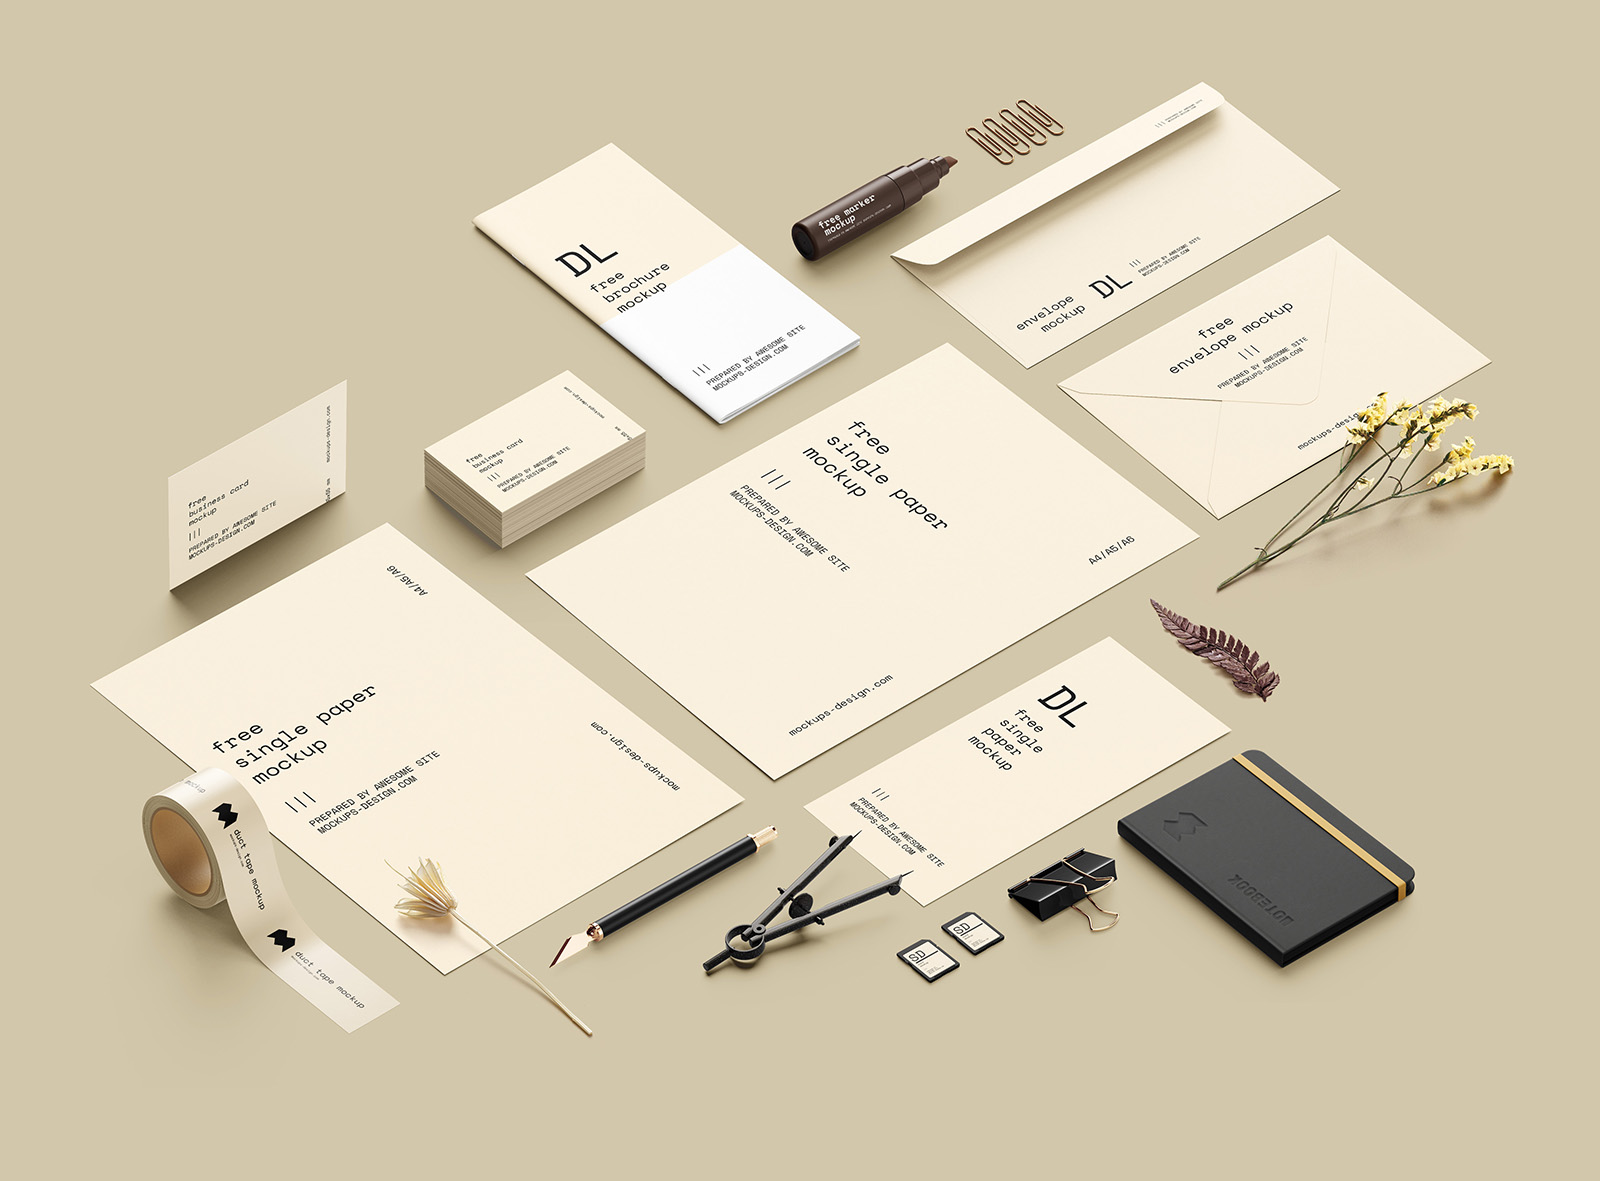 DL
free
brochure
mockup
|||
PREPARED BY AWESOME SITE
MOCKUPS-DESIGN.COM
free marker
mockup
envelope
mockup
DL
|||
PREPARED BY AWESOME SITE
MOCKUPS-DESIGN.COM
free
envelope mockup
|||
PREPARED BY AWESOME SITE
MOCKUPS-DESIGN.COM
free
business card
mockup
|||
PREPARED BY AWESOME SITE
MOCKUPS-DESIGN.COM
mockups-design.com
free
business card
mockup
|||
PREPARED BY AWESOME SITE
MOCKUPS-DESIGN.COM
mockups-design.com
free
single paper
mockup
|||
PREPARED BY AWESOME SITE
MOCKUPS-DESIGN.COM
A4/A5/A6
mockups-design.com
A4/A5/A6
free
single paper
mockup
|||
PREPARED BY AWESOME SITE
MOCKUPS-DESIGN.COM
mockups-design.com
DL
free
single
paper
mockup
|||
PREPARED BY AWESOME SITE
MOCKUPS-DESIGN.COM
mockup
duct tape mockup
duct tape mockup
SD
SD
NOTEBOOK